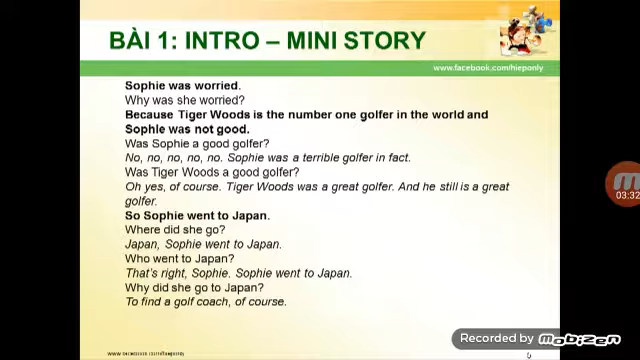 BÀI 1: INTRO – MINI STORY
www.facebook.com/hieponly
Sophie was worried.
Why was she worried?
Because Tiger Woods is the number one golfer in the world and
Sophie was not good.
Was Sophie a good golfer?
No, no, no, no, no. Sophie was a terrible golfer in fact.
Was Tiger Woods a good golfer?
Oh yes, of course. Tiger Woods was a great golfer. And he still is a great
golfer.
So Sophie went to Japan.
Where did she go?
Japan, Sophie went to Japan.
Who went to Japan?
That's right, Sophie. Sophie went to Japan.
Why did she go to Japan?
To find a golf coach, of course.
03:32
Recorded by MOBIZEN
www.facebook.com/hieponly